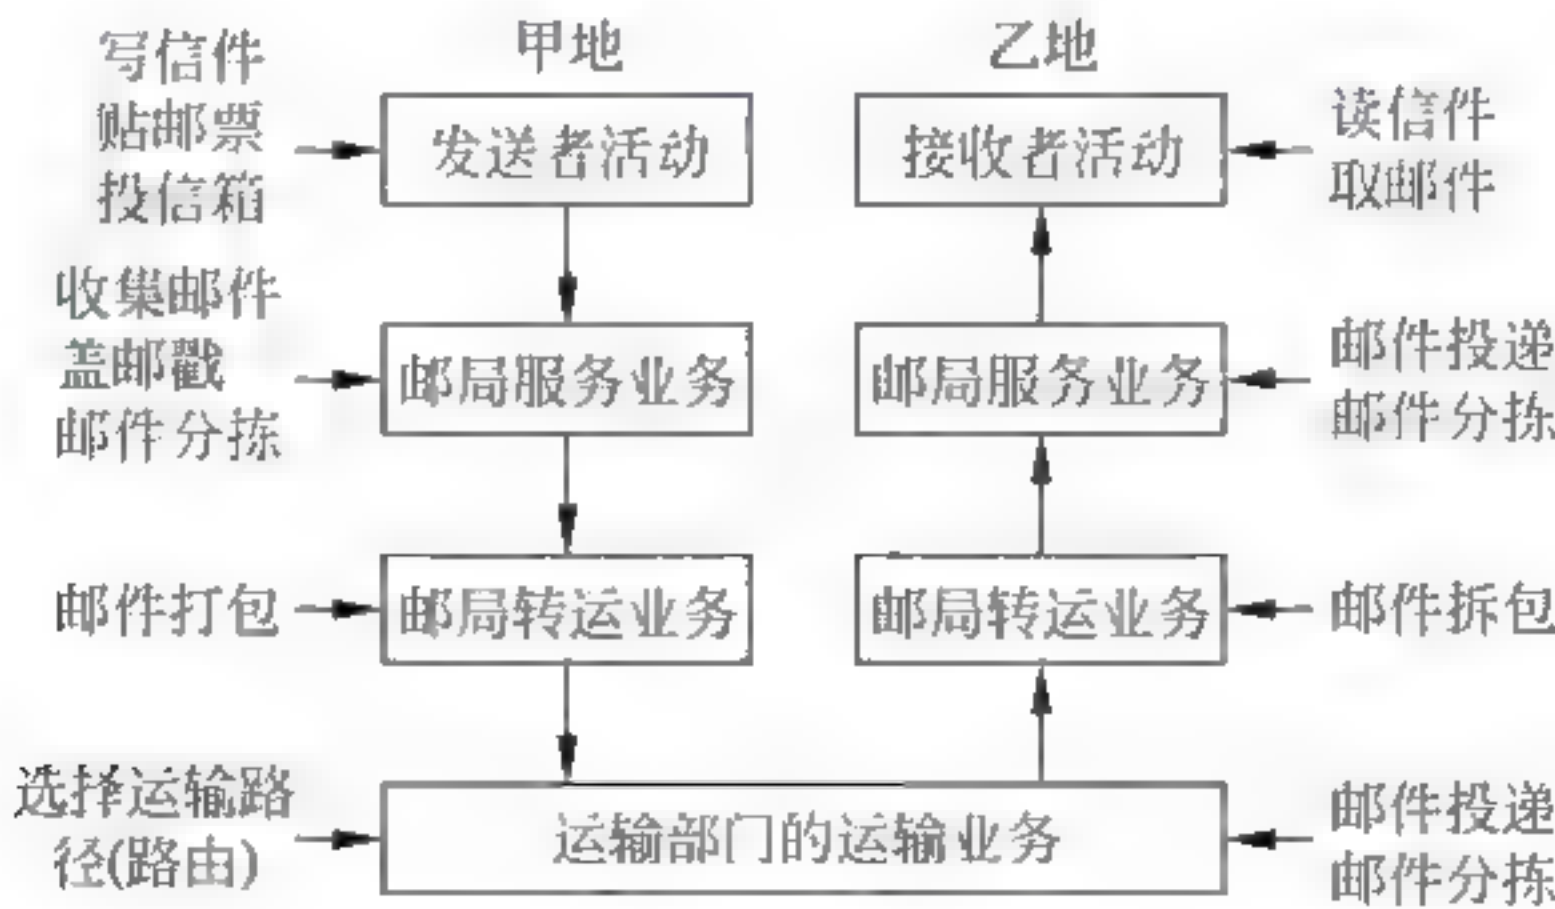 甲地
乙地
写信件
贴邮票
投信箱
发送者活动
接收者活动
读信件
取邮件
收集邮件
盖邮戳
邮件分拣
邮局服务业务
邮局服务业务
邮件投递
邮件分拣
邮件打包
邮局转运业务
邮局转运业务
邮件拆包
选择运输路
径(路由)
运输部门的运输业务
邮件投递
邮件分拣